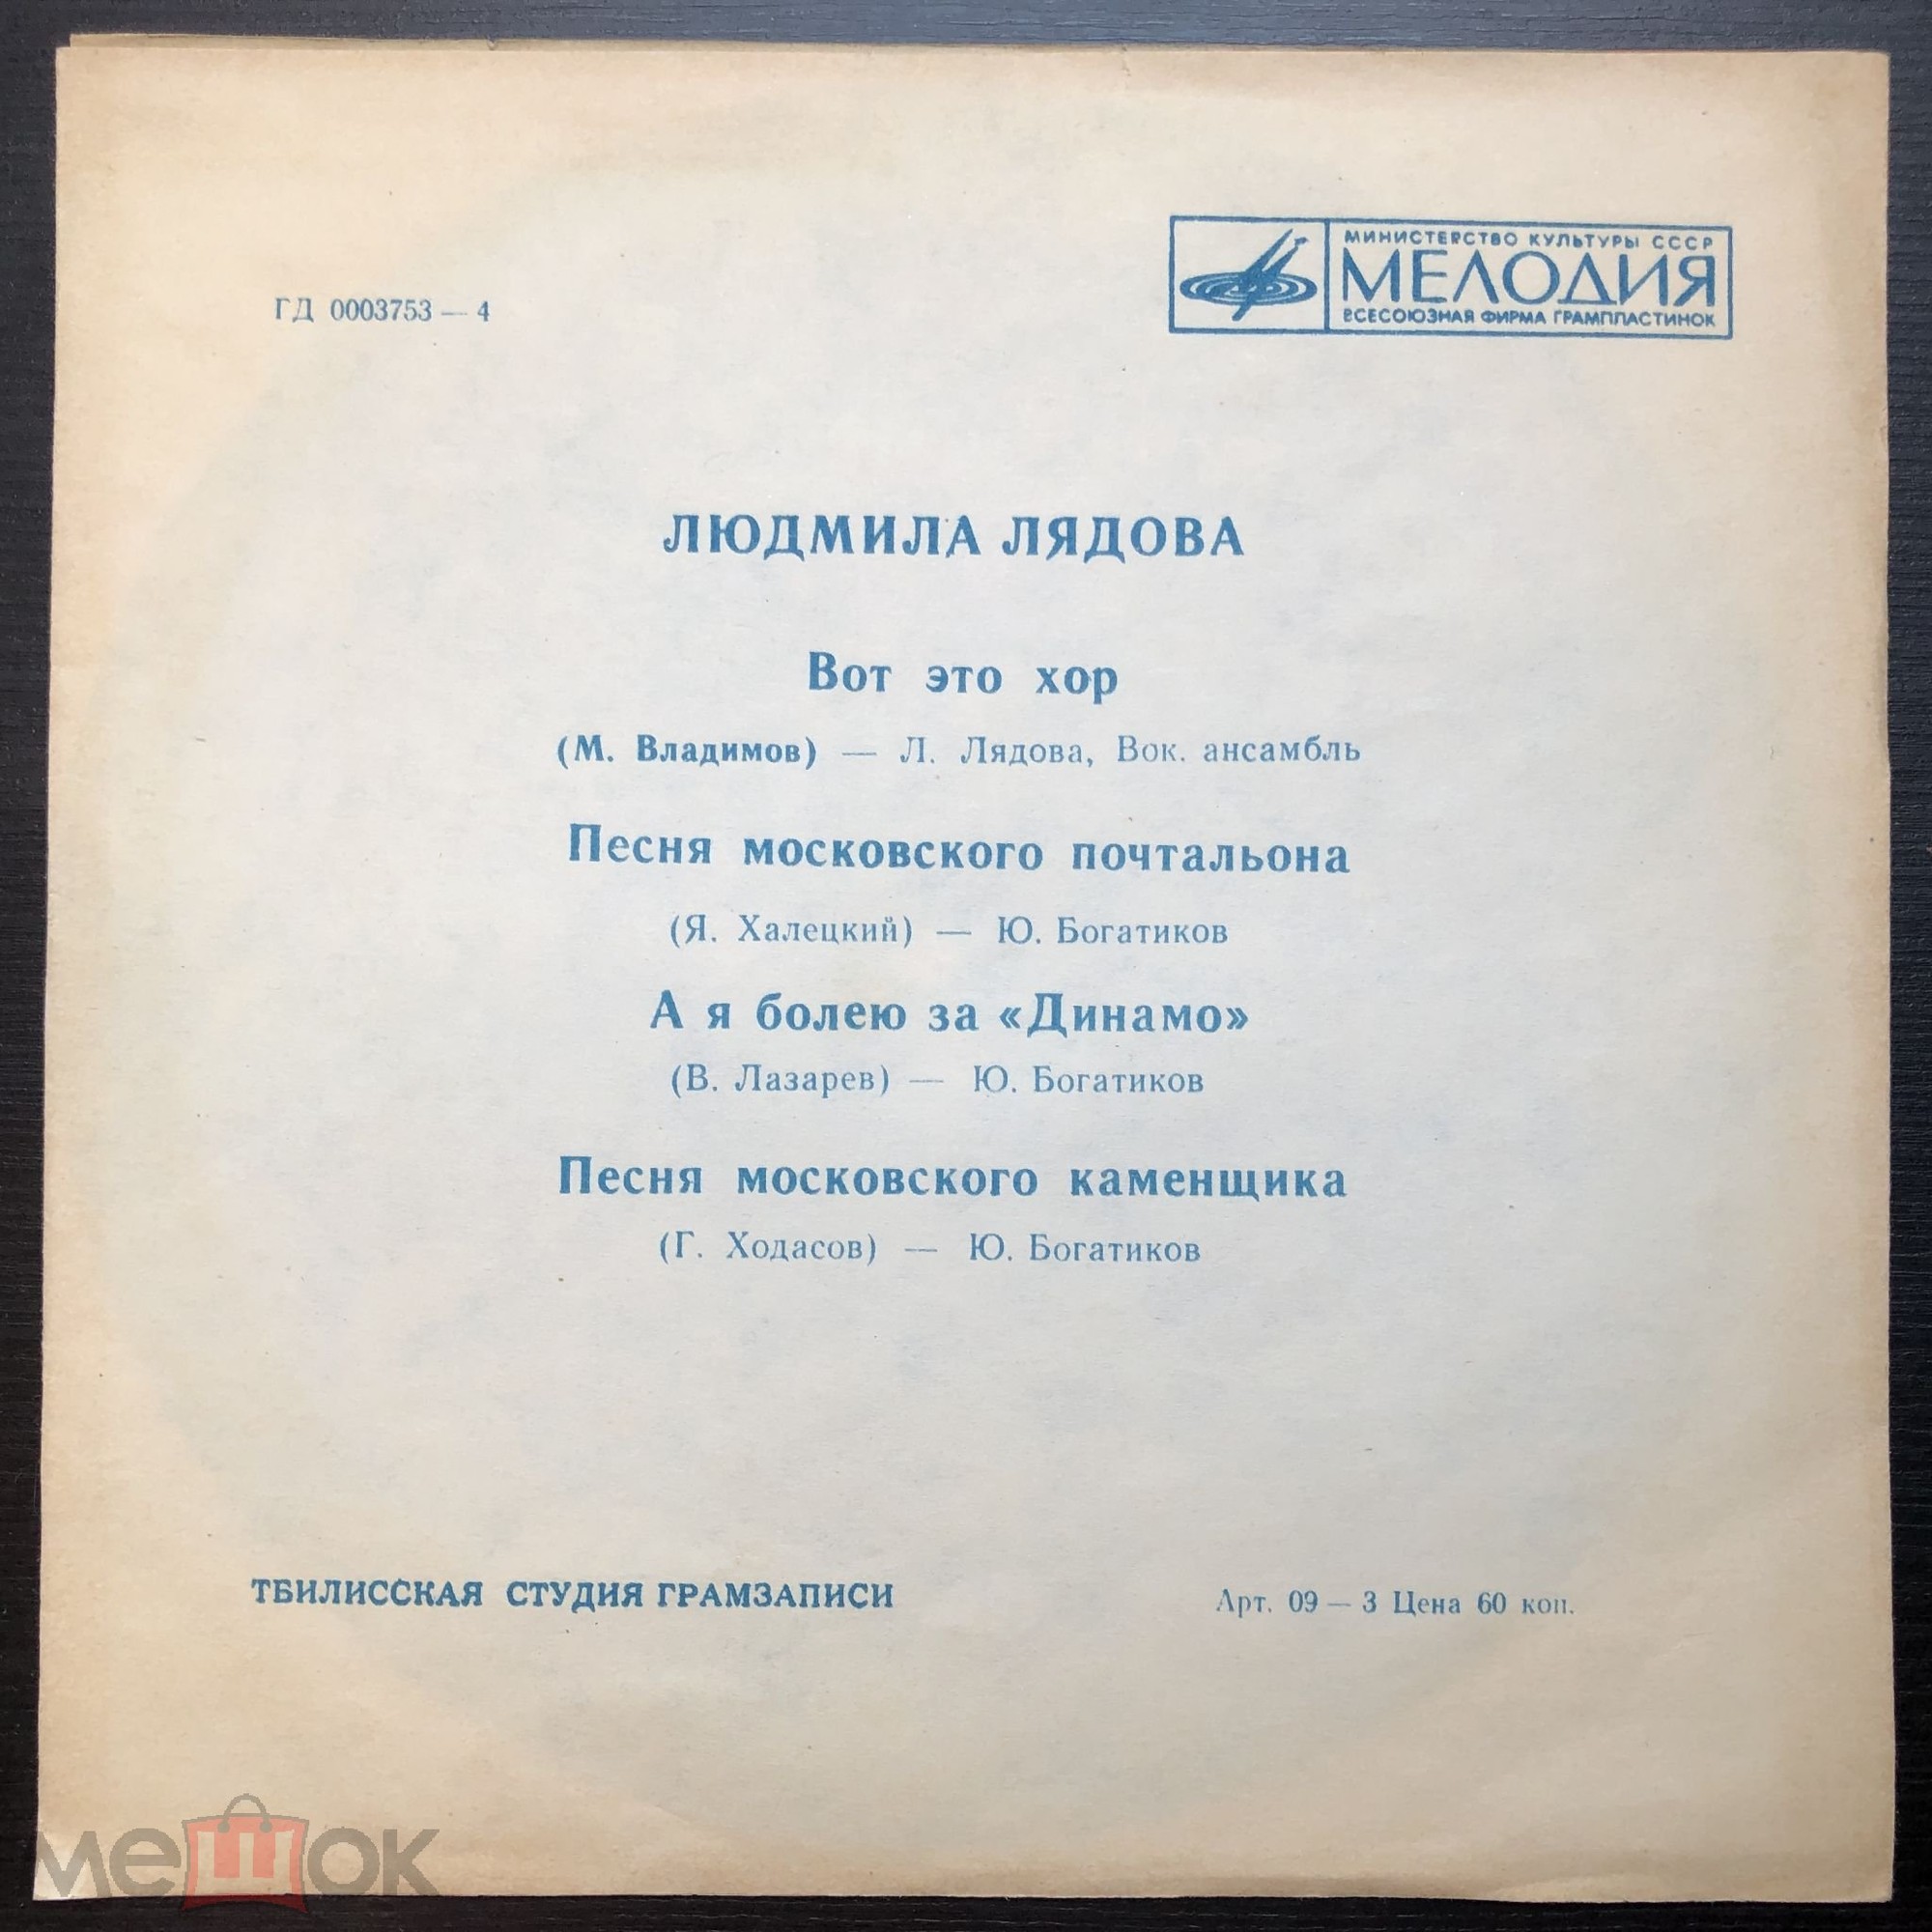 МИНИСТЕРСТВО КУЛЬТУРЫ СССР
МЕЛОДИЯ
ВСЕСОЮЗНАЯ ФИРМА ГРАМПЛАСТИНОК
ГД 0003753 — 4
ЛЮДМИЛА ЛЯДОВА
Вот это хор
(М. Владимов) — Л. Лядова, Вок. ансамбль
Песня московского почтальона
(Я. Халецкий) — Ю. Богатиков
А я болею за «Динамо»
(В. Лазарев) — Ю. Богатиков
Песня московского каменщика
(Г. Ходасов) — Ю. Богатиков
ТБИЛИССКАЯ СТУДИЯ ГРАМЗАПИСИ
Арт. 09 — 3 Цена 60 коп.
мешок